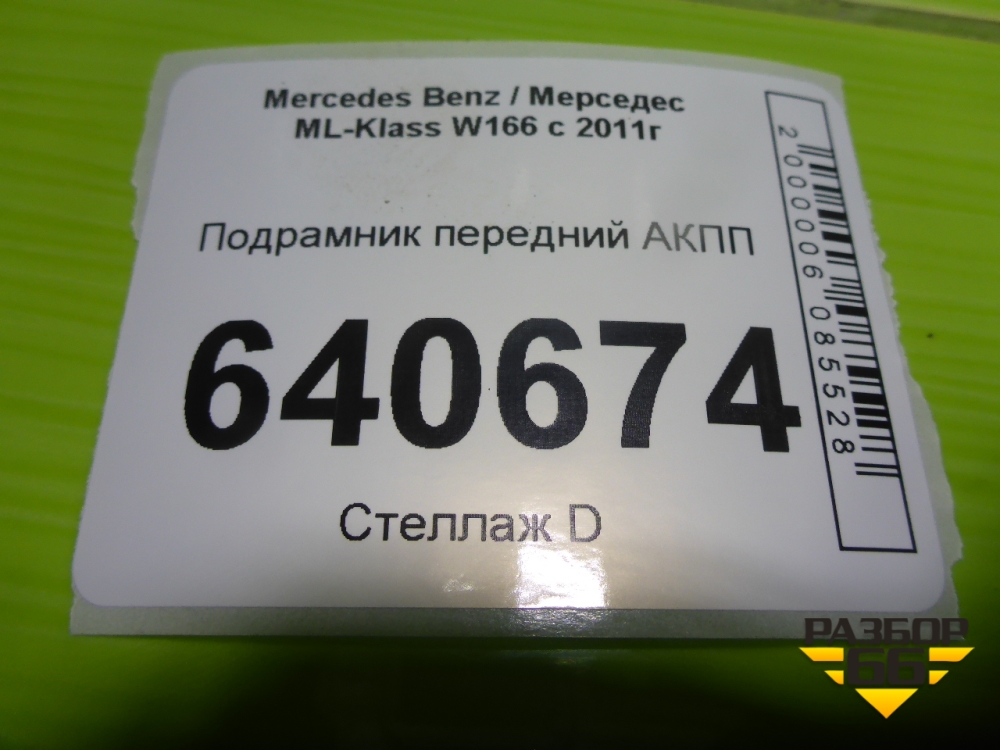 Mercedes Benz / Мерседес
ML-Klass W166 с 2011г
Подрамник передний АКПП
640674
Стеллаж D
2000006085528
РАЗБОР
66